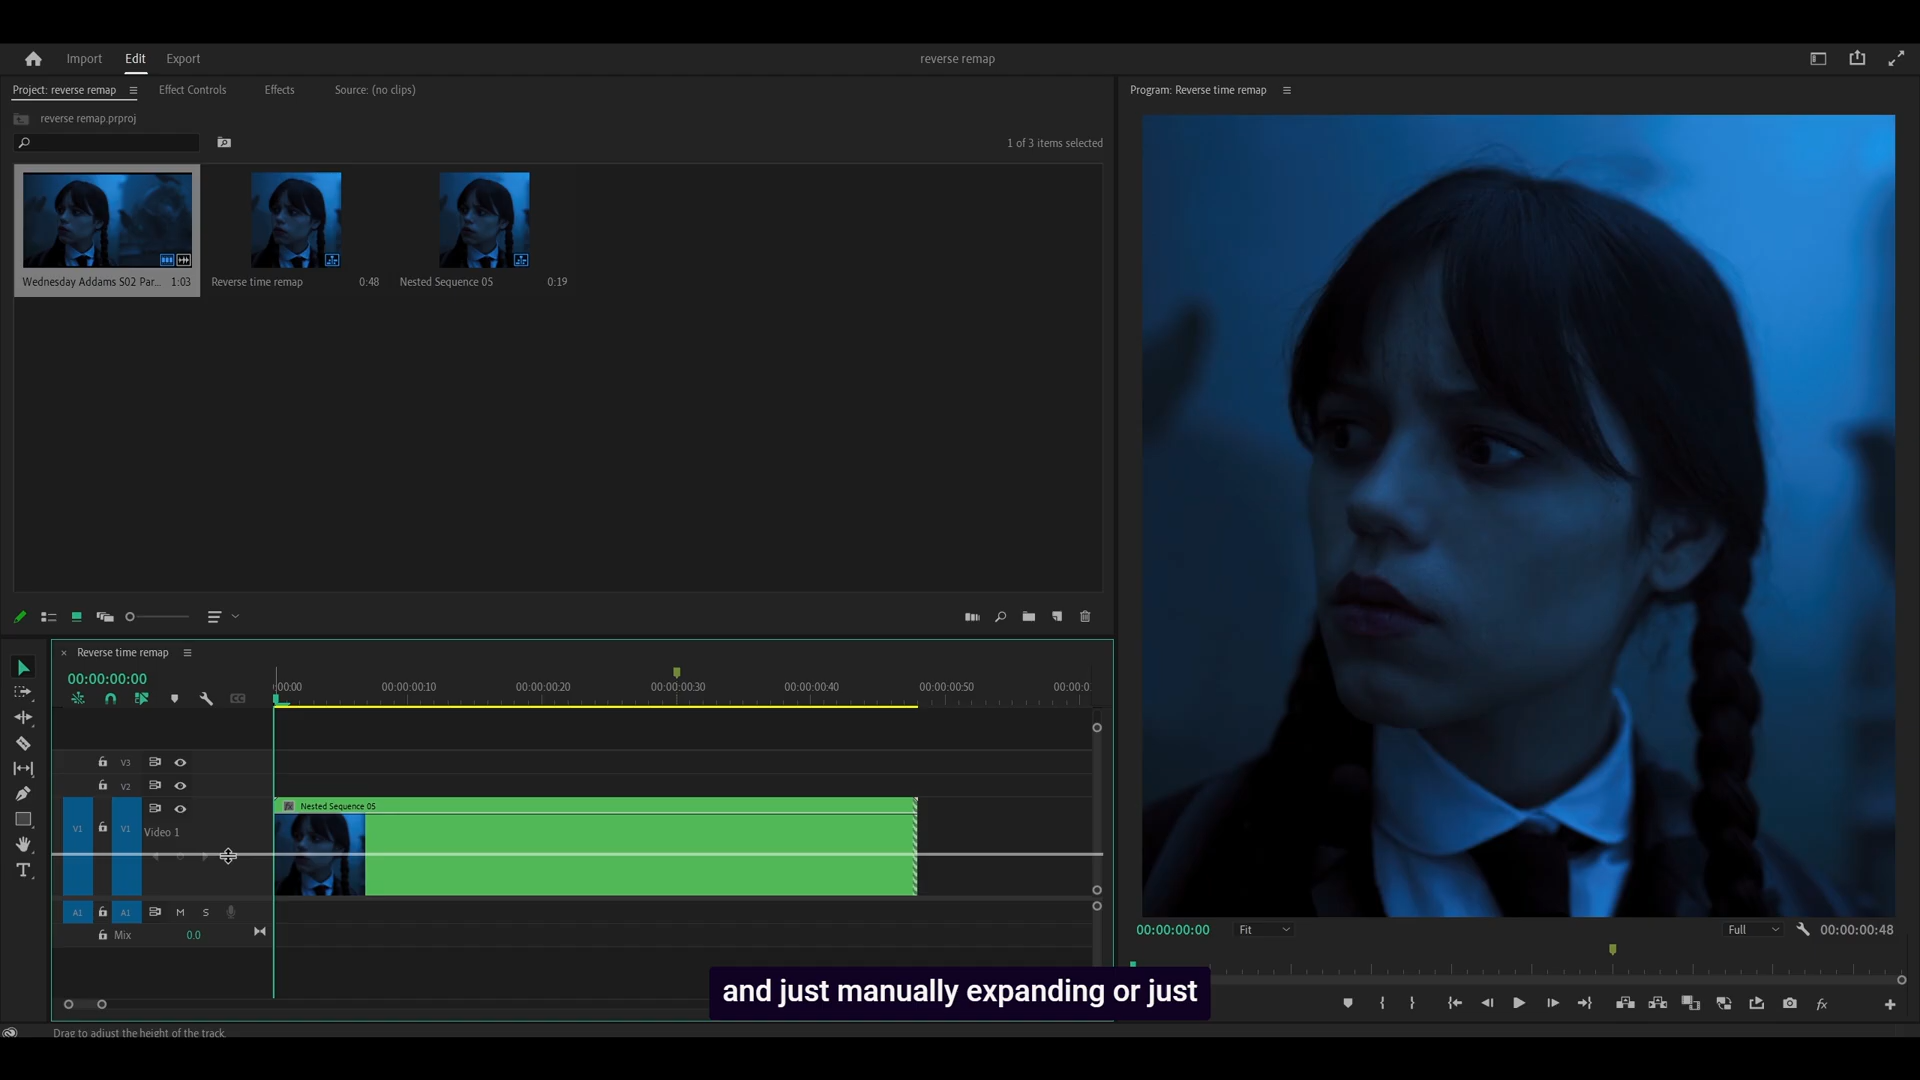 Import Edit Export reverse remap
Project: reverse remap Effect Controls Effects Source: (no clips)
Program: Reverse time remap
reverse remap.prproj
1 of 3 items selected
Wednesday Addams S02 Par... 1:03
Reverse time remap 0:48
Nested Sequence 05 0:19
Reverse time remap
00:00:00:00
:00:00 00:00:00:10 00:00:00:20 00:00:00:30 00:00:00:40 00:00:00:50 00:00:0
V3
V2
Nested Sequence 05
V1 V1 Video 1
A1 A1 M S
Mix 0.0
00:00:00:00 Fit Full 00:00:00:48
and just manually expanding or just
Drag to adjust the height of the track.